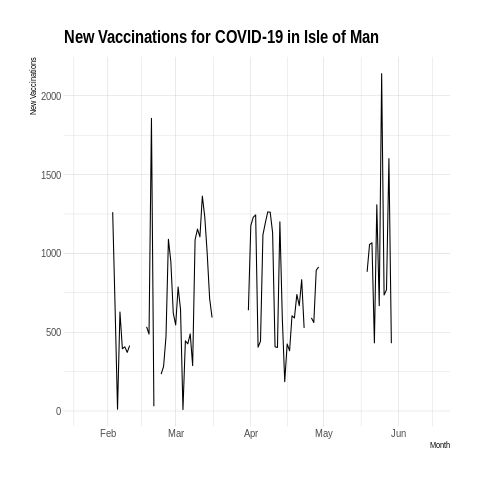 New Vaccinations for COVID-19 in Isle of Man
New Vaccinations
2000
1500
1000
500
0
Feb Mar Apr May Jun
Month